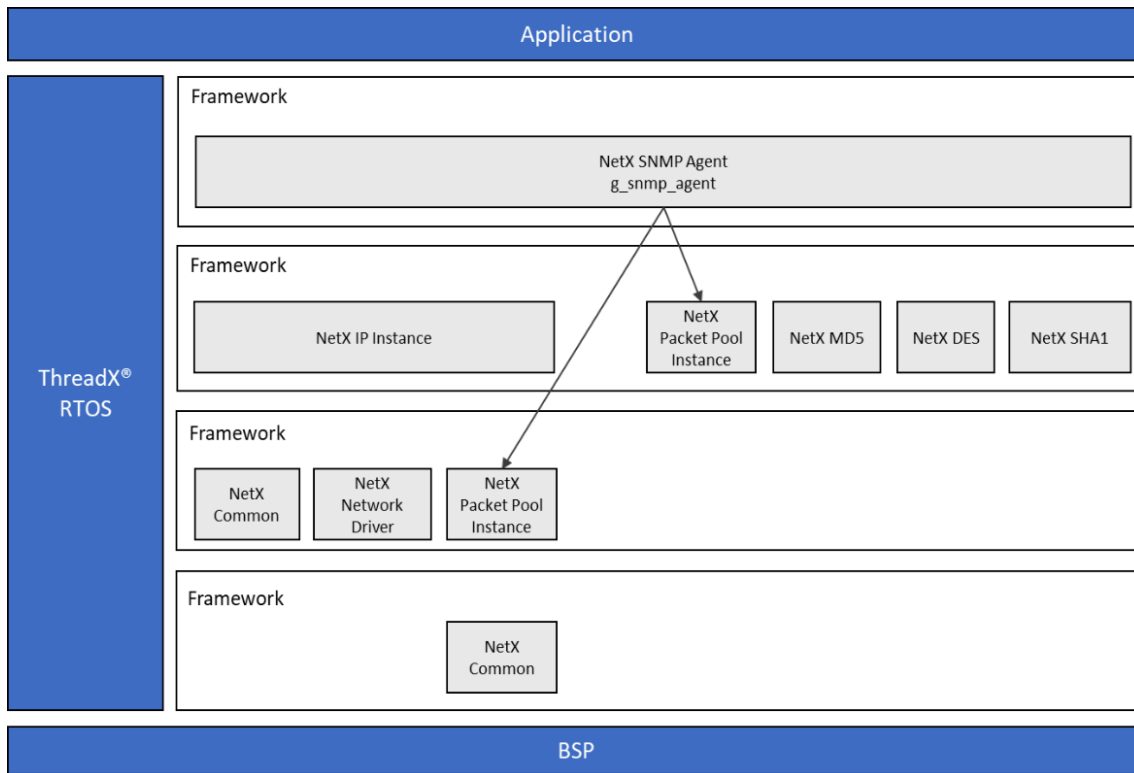 Application
ThreadX®
RTOS
Framework
NetX SNMP Agent
g_snmp_agent
Framework
NetX IP Instance
NetX
Packet Pool
Instance
NetX MD5
NetX DES
NetX SHA1
Framework
NetX
Common
NetX
Network
Driver
NetX
Packet Pool
Instance
Framework
NetX
Common
BSP